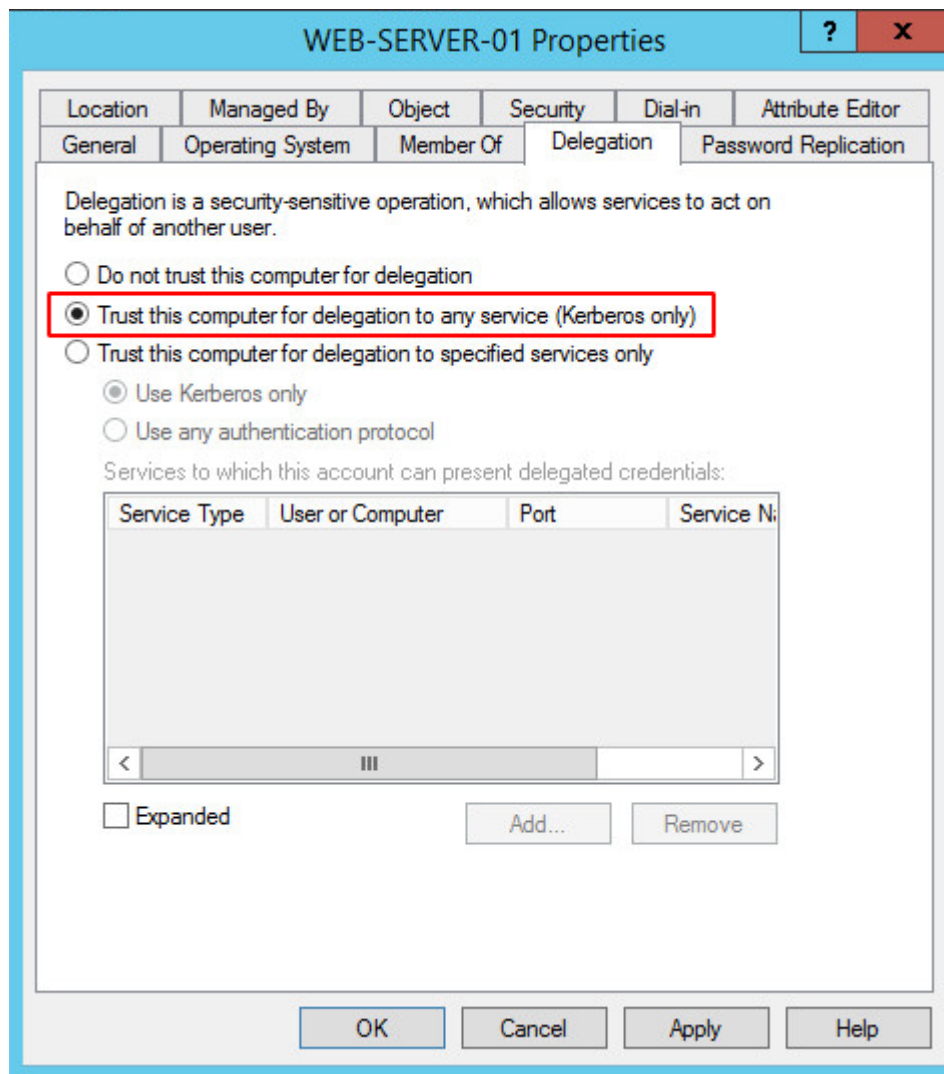 WEB-SERVER-01 Properties
? x
Location Managed By Object Security Dial-in Attribute Editor
General Operating System Member Of Delegation Password Replication
Delegation is a security-sensitive operation, which allows services to act on
behalf of another user.
Do not trust this computer for delegation
Trust this computer for delegation to any service (Kerberos only)
Trust this computer for delegation to specified services only
Use Kerberos only
Use any authentication protocol
Services to which this account can present delegated credentials:
Service Type User or Computer Port Service Na
Expanded Add... Remove
OK Cancel Apply Help